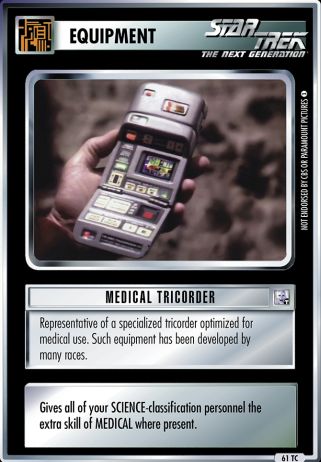 EQUIPMENT
STAR TREK
THE NEXT GENERATION
NOT ENDORSED BY CBS OR PARAMOUNT PICTURES
MEDICAL TRICORDER
Representative of a specialized tricorder optimized for
medical use. Such equipment has been developed by
many races.
Gives all of your SCIENCE-classification personnel the
extra skill of MEDICAL where present.
61 TC